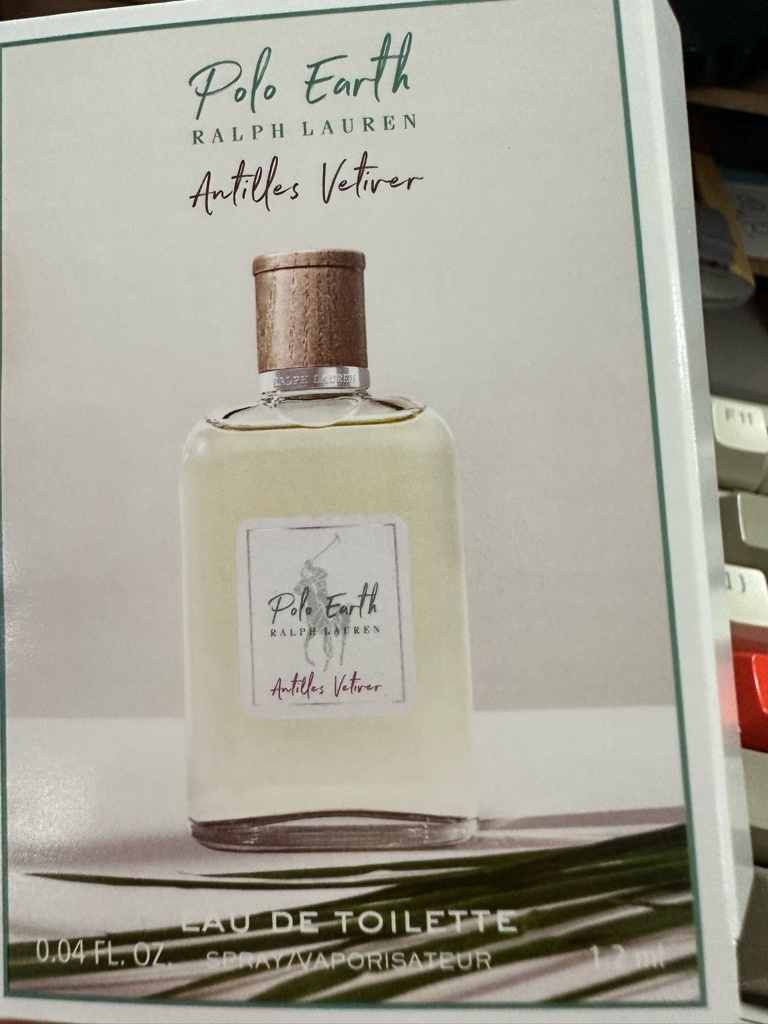 Polo Earth
RALPH LAUREN
Antilles Vetiver
RALPH LAUREN
Polo Earth
RALPH LAUREN
Antilles Vetiver
EAU DE TOILETTE
0.04 FL. OZ. SPRAY/VAPORISATEUR 1.2 ml
F11